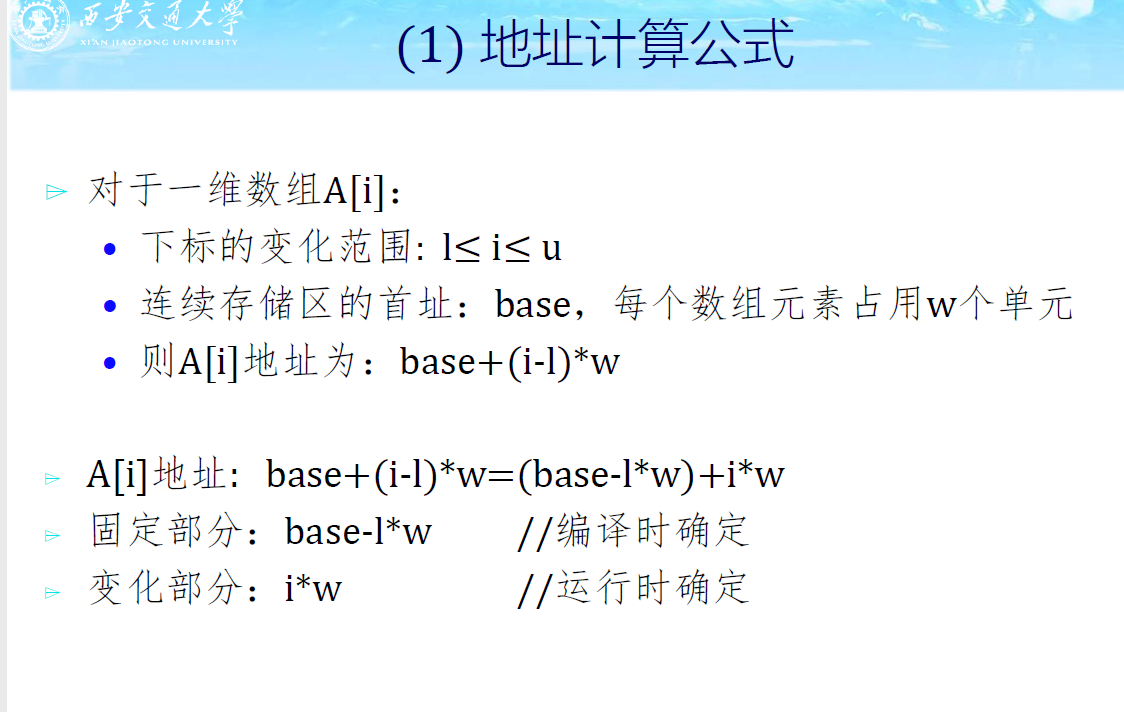 西安交通大学
XI'AN JIAOTONG UNIVERSITY
(1) 地址计算公式
对于一维数组A[i]：
下标的变化范围: l≤ i≤ u
连续存储区的首址：base，每个数组元素占用w个单元
则A[i]地址为：base+(i-l)*w
A[i]地址:  base+(i-l)*w=(base-l*w)+i*w
固定部分：base-l*w //编译时确定
变化部分：i*w //运行时确定